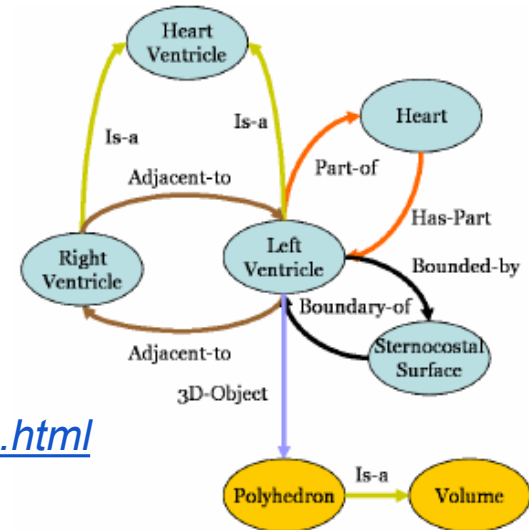 Heart
Ventricle
Is-a
Is-a
Heart
Part-of
Adjacent-to
Has-Part
Right
Ventricle
Left
Ventricle
Bounded-by
Boundary-of
Adjacent-to
Sternocostal
Surface
3D-Object
.html
Is-a
Polyhedron
Volume